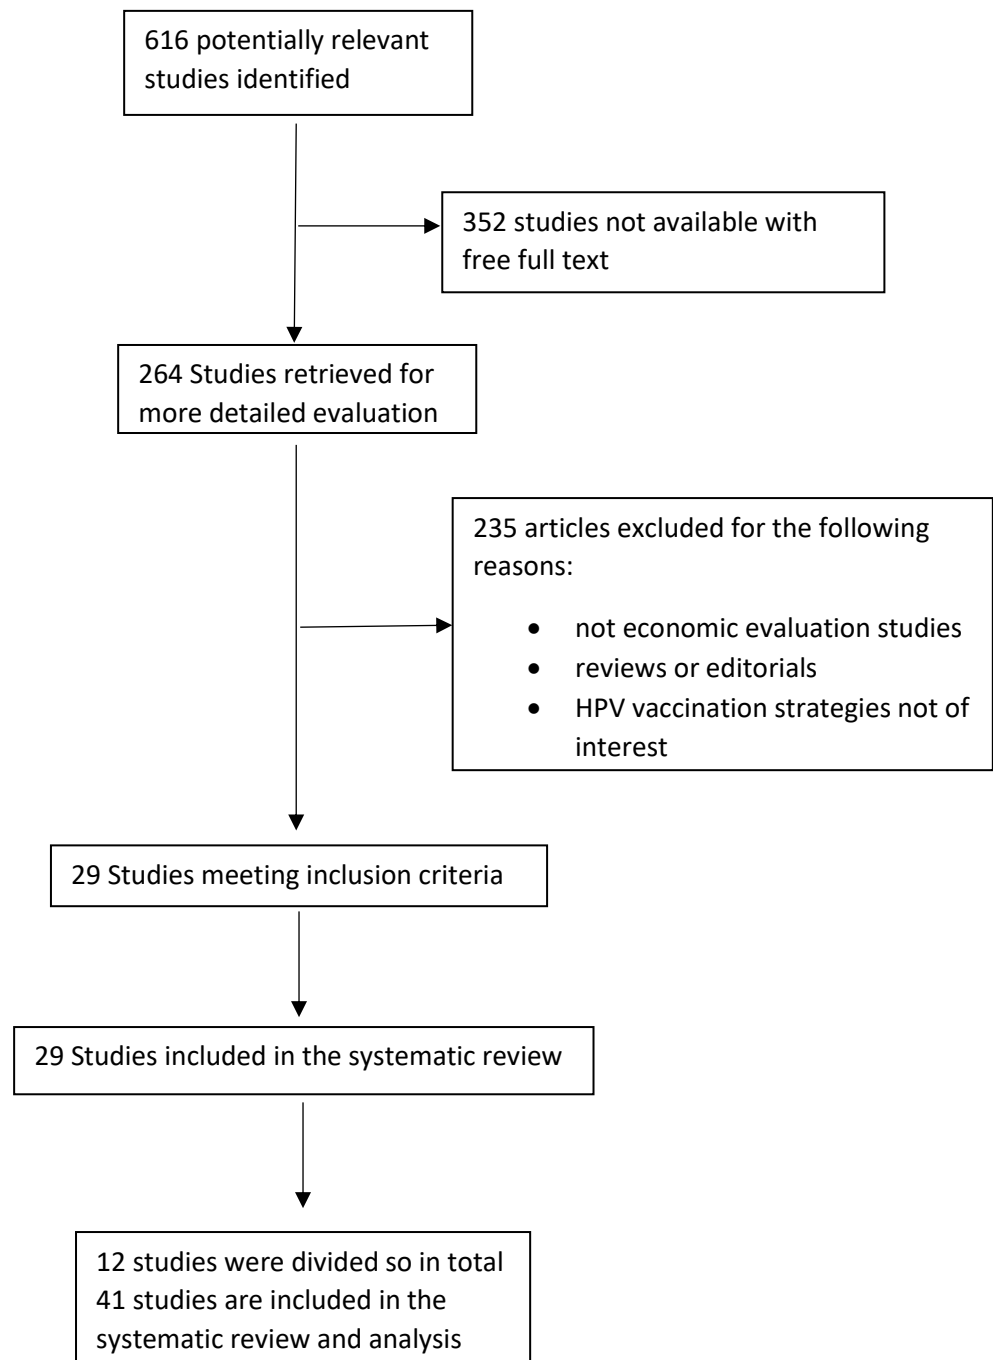 616 potentially relevant
studies identified
352 studies not available with
free full text
264 Studies retrieved for
more detailed evaluation
235 articles excluded for the following
reasons:
• not economic evaluation studies
• reviews or editorials
• HPV vaccination strategies not of
interest
29 Studies meeting inclusion criteria
29 Studies included in the systematic review
12 studies were divided so in total
41 studies are included in the
systematic review and analysis